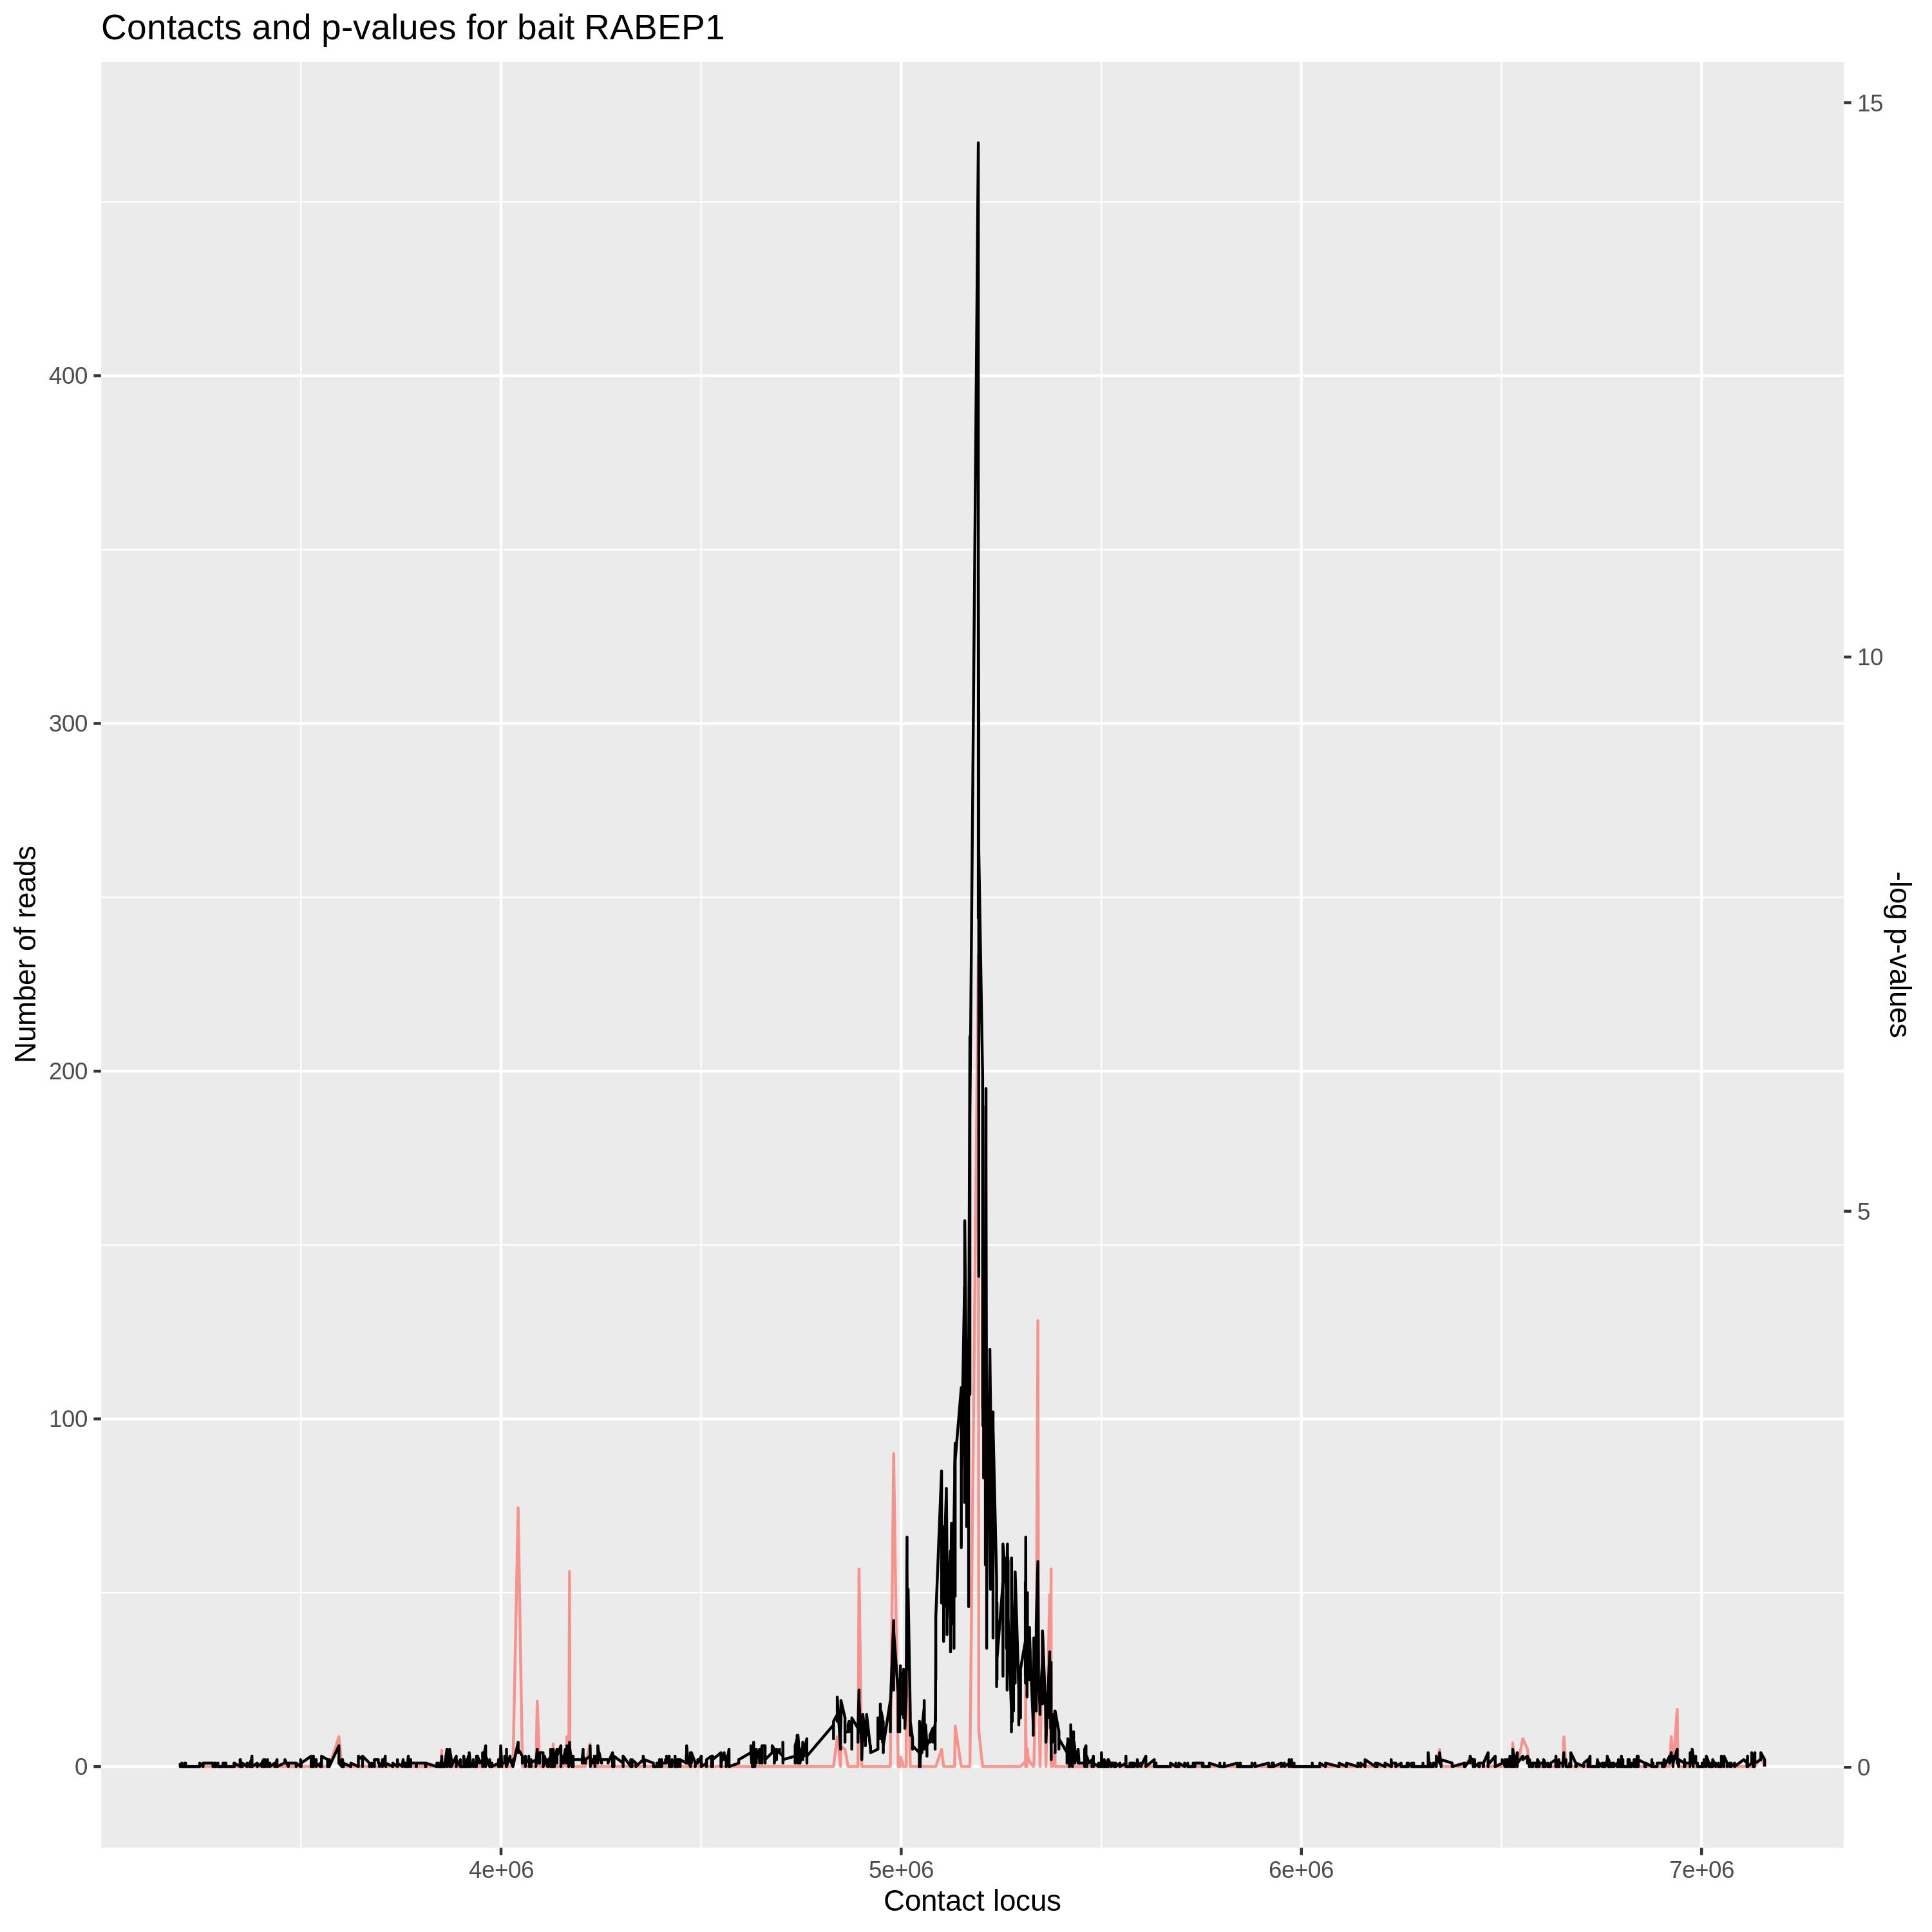 Contacts and p-values for bait RABEP1
15
400
10
300
Number of reads
-log p-values
200
5
100
0
0
4e+06
5e+06
6e+06
7e+06
Contact locus